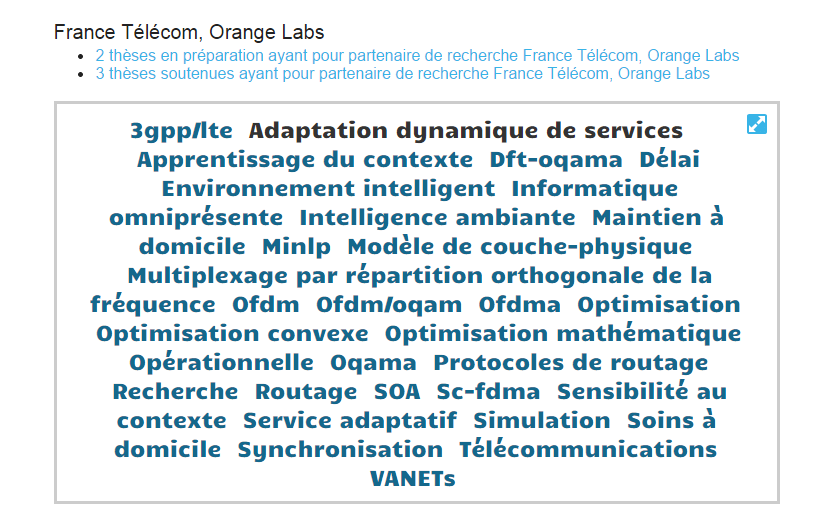 France Télécom, Orange Labs
2 thèses en préparation ayant pour partenaire de recherche France Télécom, Orange Labs
3 thèses soutenues ayant pour partenaire de recherche France Télécom, Orange Labs
3gpp/lte Adaptation dynamique de services
Apprentissage du contexte Dft-oqama Délai
Environnement intelligent Informatique
omniprésente Intelligence ambiante Maintien à
domicile Minlp Modèle de couche-physique
Multiplexage par répartition orthogonale de la
fréquence Ofdm Ofdm/oqam Ofdma Optimisation
Optimisation convexe Optimisation mathématique
Opérationnelle Oqama Protocoles de routage
Recherche Routage SOA Sc-fdma Sensibilité au
contexte Service adaptatif Simulation Soins à
domicile Synchronisation Télécommunications
VANETs